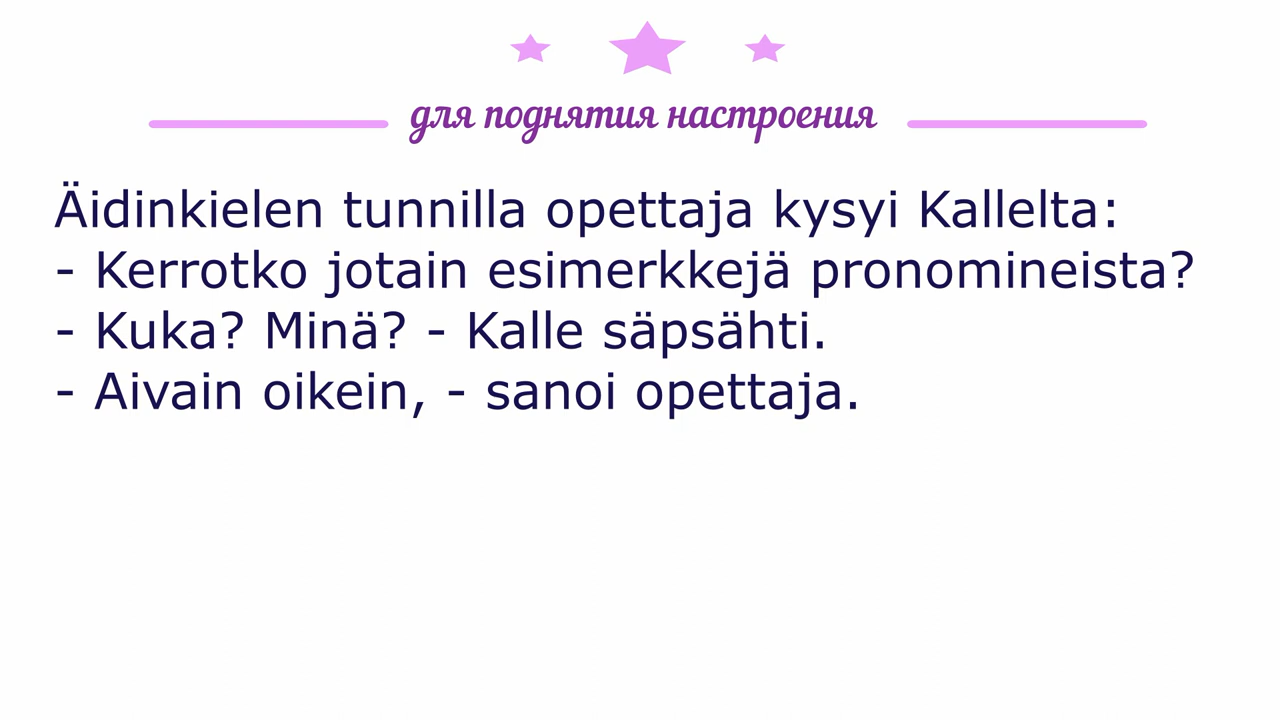 для поднятия настроения
Äidinkielen tunnilla opettaja kysyi Kallelta:
- Kerrotko jotain esimerkkejä pronomineista?
- Kuka? Minä? - Kalle säpsähti.
- Aivain oikein, - sanoi opettaja.